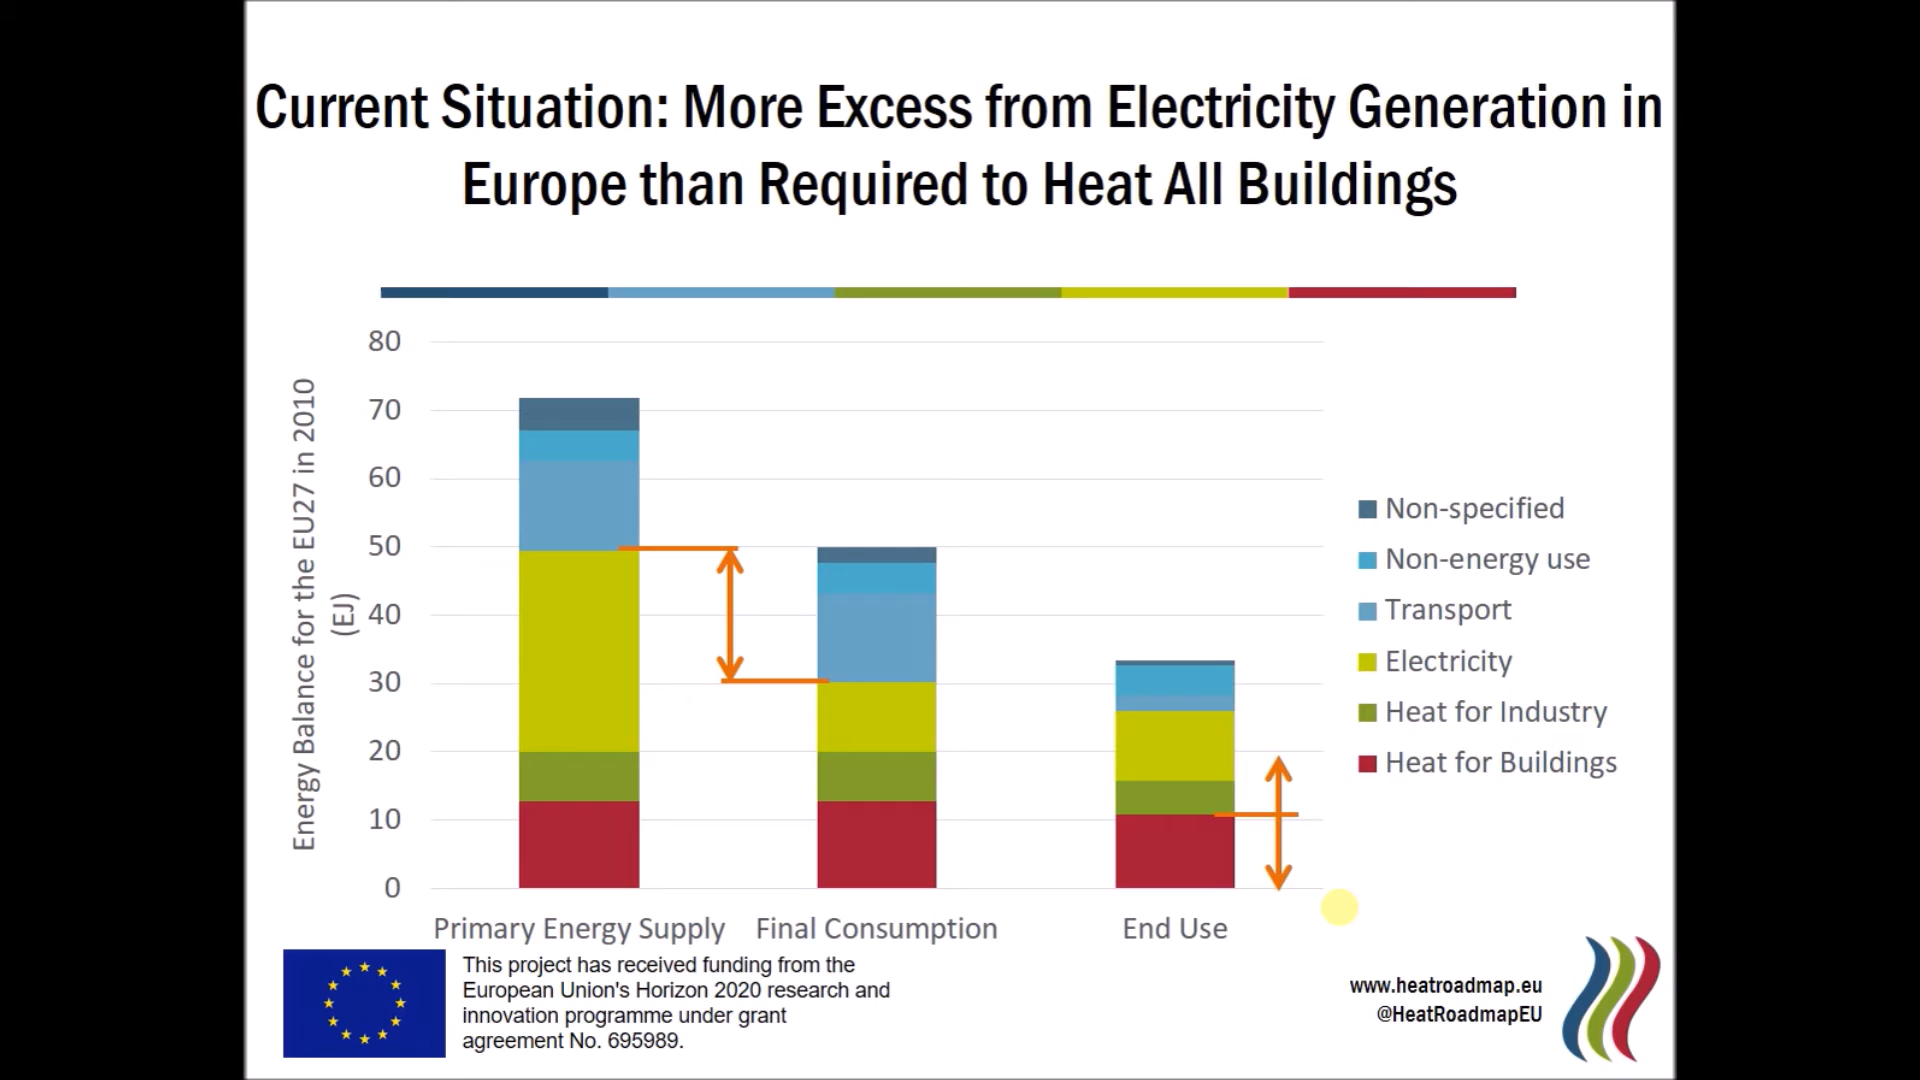 Current Situation: More Excess from Electricity Generation in
Europe than Required to Heat All Buildings
Energy Balance for the EU27 in 2010
(EJ)
80
70
60
50
40
30
20
10
0
Primary Energy Supply
Final Consumption
End Use
Non-specified
Non-energy use
Transport
Electricity
Heat for Industry
Heat for Buildings
This project has received funding from the
European Union's Horizon 2020 research and
innovation programme under grant
agreement No. 695989.
www.heatroadmap.eu
@HeatRoadmapEU